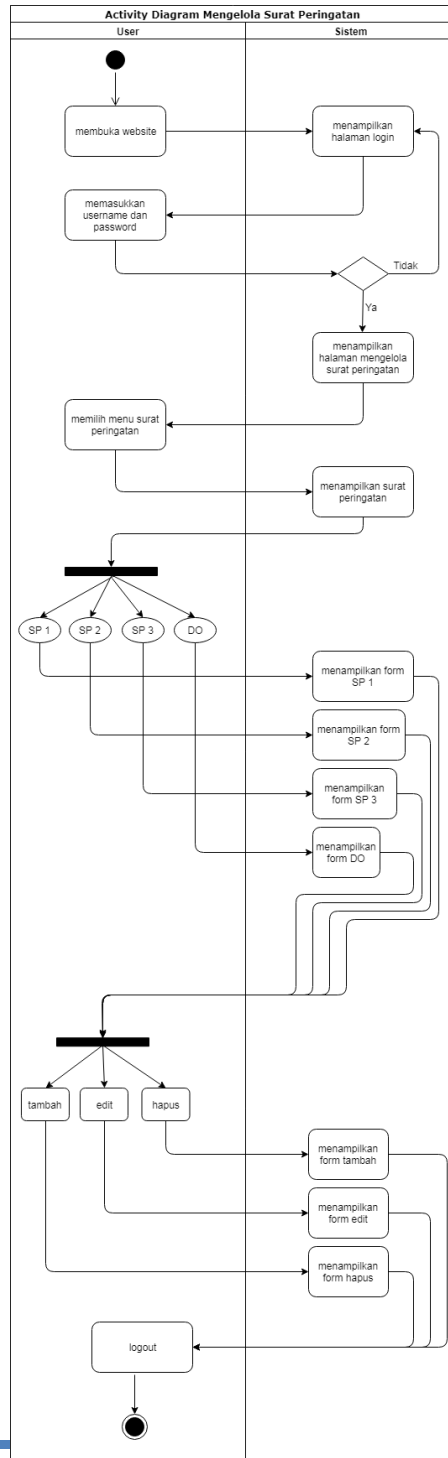 Activity Diagram Mengelola Surat Peringatan
User
Sistem
membuka website
menampilkan
halaman login
memasukkan
username dan
password
Tidak
Ya
menampilkan
halaman mengelola
surat peringatan
memilih menu surat
peringatan
menampilkan surat
peringatan
SP 1
SP 2
SP 3
DO
menampilkan form
SP 1
menampilkan form
SP 2
menampilkan
form SP 3
menampilkan
form DO
tambah
edit
hapus
menampilkan
form tambah
menampilkan
form edit
menampilkan
form hapus
logout